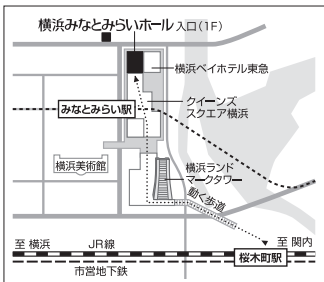 横浜みなとみらいホール 入口(1F)
横浜ベイホテル東急
みなとみらい駅
クイーンズ
スクエア横浜
横浜美術館
横浜ランド
マークタワー
動く歩道
至 横浜
JR線
至 関内
桜木町駅
市営地下鉄